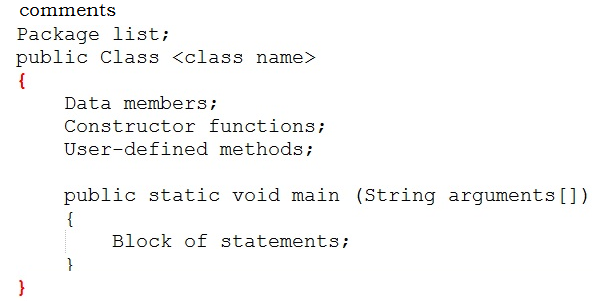 comments
Package list;
public Class <class name>
{
Data members;
Constructor functions;
User-defined methods;
public static void main (String arguments[])
{
Block of statements;
}
}